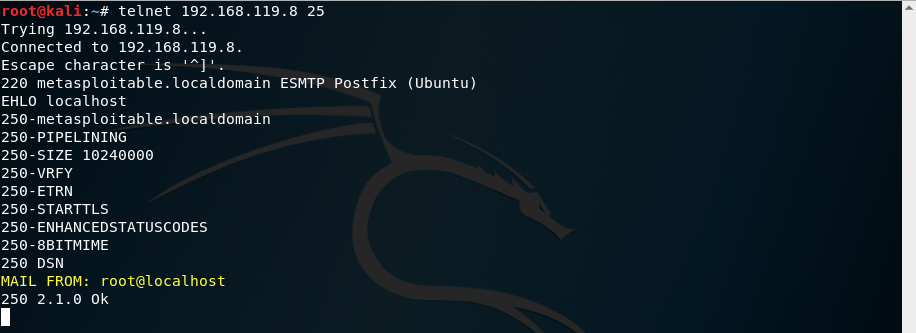 root@kali:~# telnet 192.168.119.8 25
Trying 192.168.119.8...
Connected to 192.168.119.8.
Escape character is '^]'.
220 metasploitable.localdomain ESMTP Postfix (Ubuntu)
EHLO localhost
250-metasploitable.localdomain
250-PIPELINING
250-SIZE 10240000
250-VRFY
250-ETRN
250-STARTTLS
250-ENHANCEDSTATUSCODES
250-8BITMIME
250 DSN
MAIL FROM: root@localhost
250 2.1.0 Ok